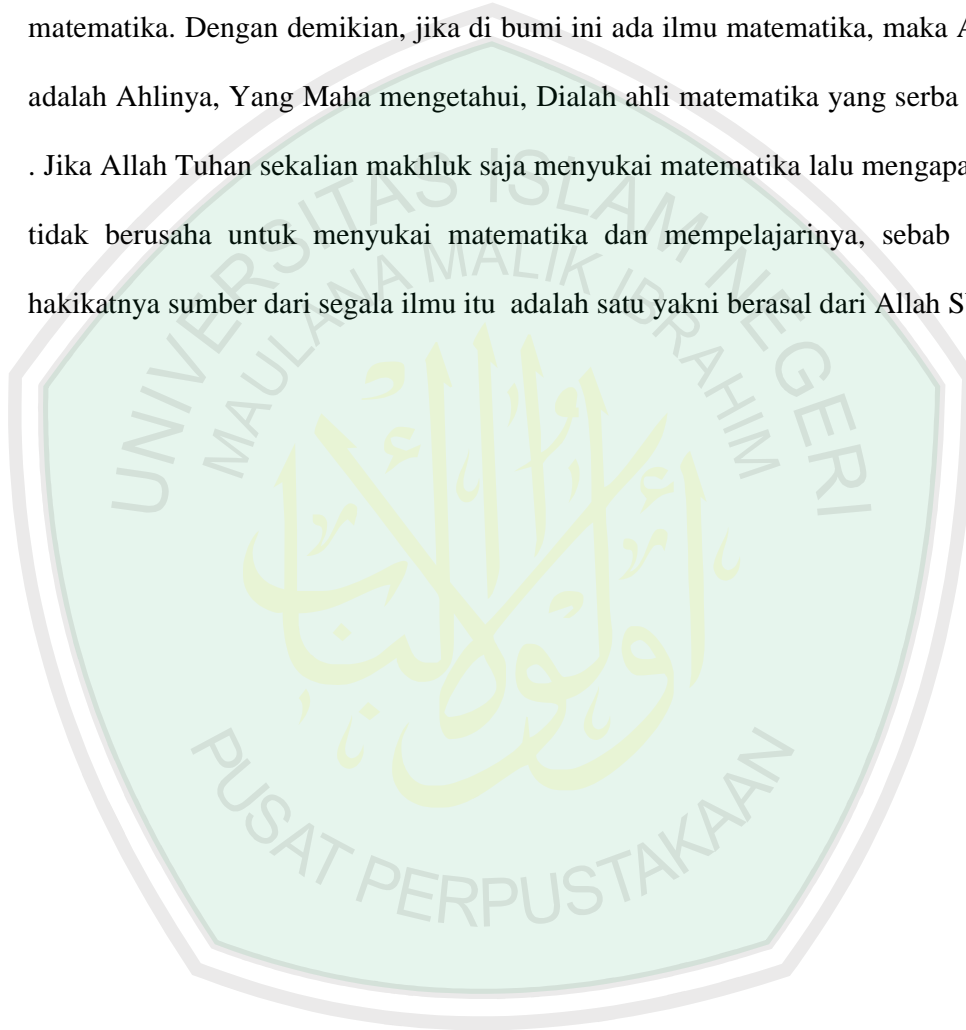 matematika. Dengan demikian, jika di bumi ini ada ilmu matematika, maka A
adalah Ahlinya, Yang Maha mengetahui, Dialah ahli matematika yang serba
. Jika Allah Tuhan sekalian makhluk saja menyukai matematika lalu mengapa
tidak berusaha untuk menyukai matematika dan mempelajarinya, sebab
hakikatnya sumber dari segala ilmu itu adalah satu yakni berasal dari Allah S
UNIVERSITAS ISLAM NEGERI
MAULANA MALIK IBRAHIM
أولوا الألباب
PUSAT PERPUSTAKAAN